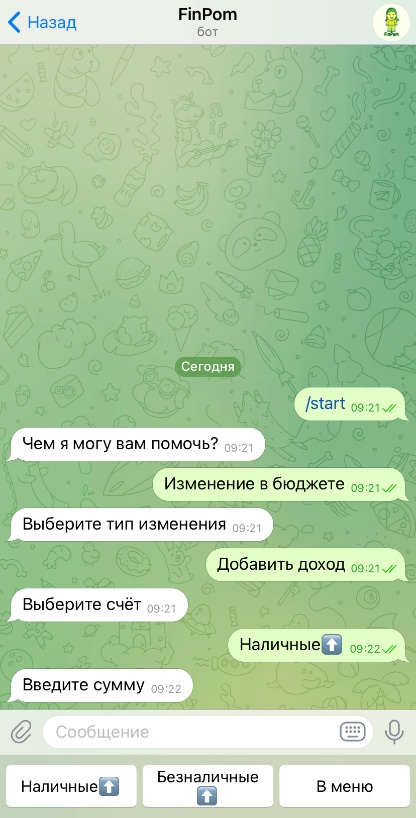 Назад
FinPom
бот
FinPom
Сегодня
/start 09:21
Чем я могу вам помочь? 09:21
Изменение в бюджете 09:21
Выберите тип изменения 09:21
Добавить доход 09:21
Выберите счёт 09:21
Наличные⬆️ 09:22
Введите сумму 09:22
Сообщение
Наличные⬆️
Безналичные
⬆️
В меню